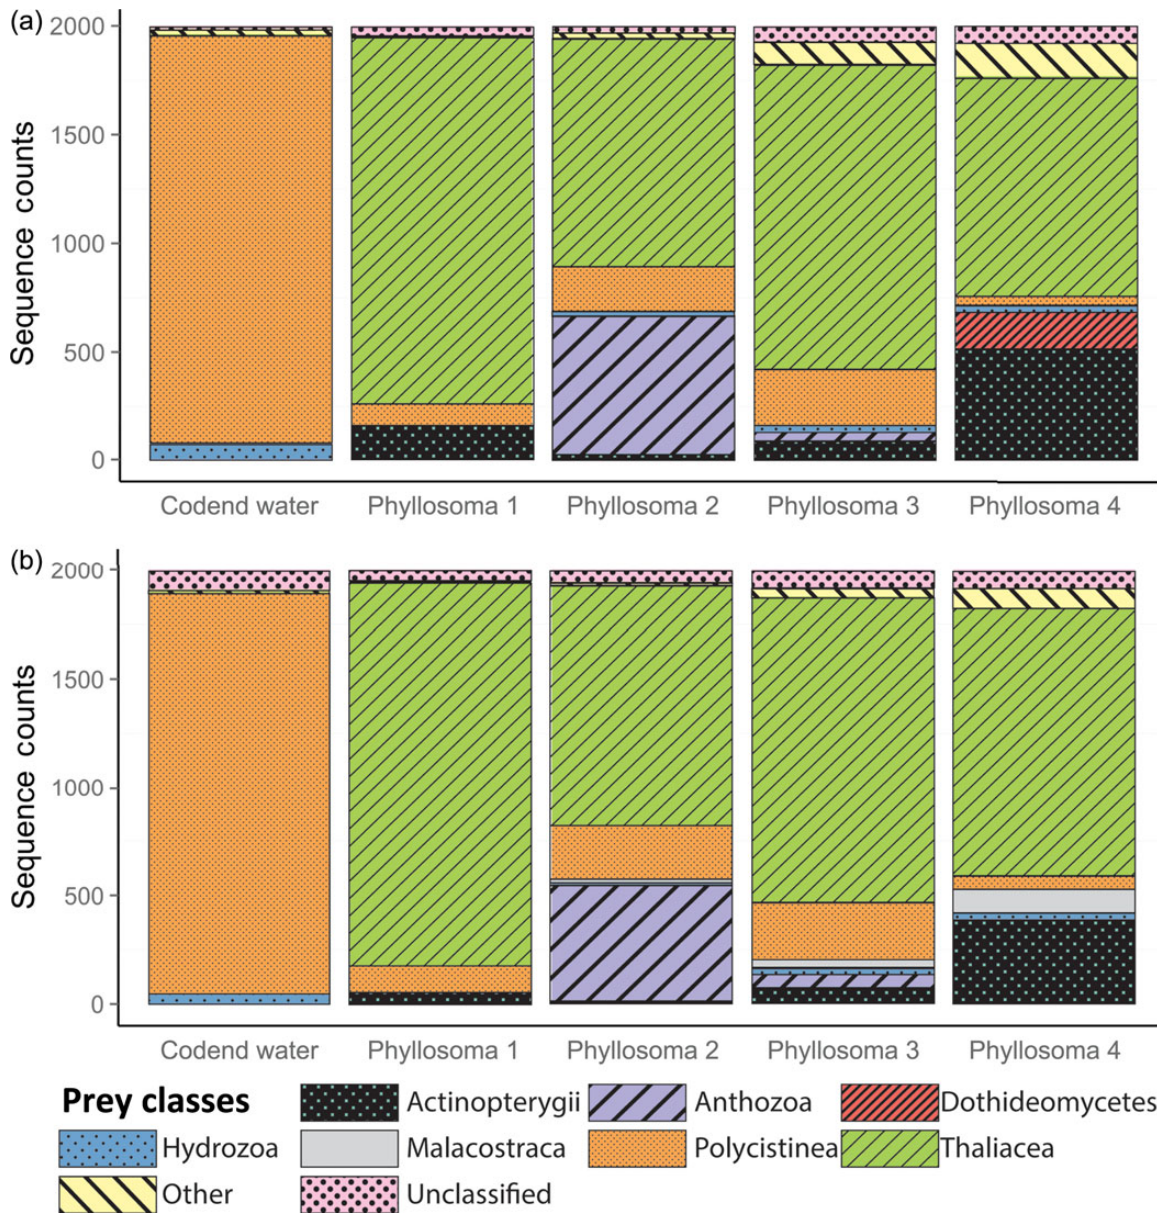 (a)
Sequence counts
2000
1500
1000
500
0
Codend water Phyllosoma 1 Phyllosoma 2 Phyllosoma 3 Phyllosoma 4
(b)
Sequence counts
2000
1500
1000
500
0
Codend water Phyllosoma 1 Phyllosoma 2 Phyllosoma 3 Phyllosoma 4
Prey classes Actinopterygii Anthozoa Dothideomycetes
Hydrozoa Malacostraca Polycistinea Thaliacea
Other Unclassified